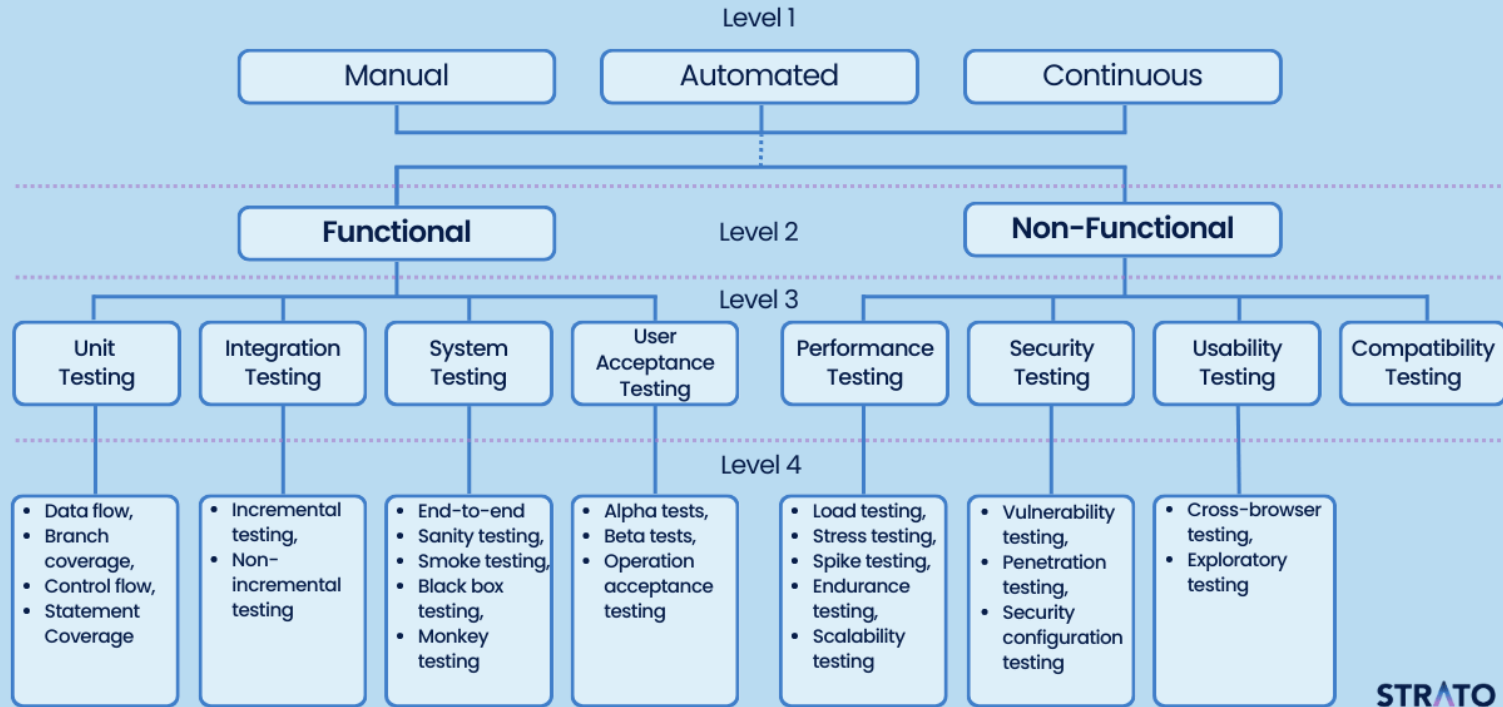 Level 1
Manual
Automated
Continuous
Functional
Level 2
Non-Functional
Level 3
Unit
Testing
Integration
Testing
System
Testing
User
Acceptance
Testing
Performance
Testing
Security
Testing
Usability
Testing
Compatibility
Testing
Level 4
• Data flow,
• Branch
coverage,
• Control flow,
• Statement
Coverage
• Incremental
testing,
• Non-
incremental
testing
• End-to-end
• Sanity testing,
• Smoke testing,
• Black box
testing,
• Monkey
testing
• Alpha tests,
• Beta tests,
• Operation
acceptance
testing
• Load testing,
• Stress testing,
• Spike testing,
• Endurance
testing,
• Scalability
testing
• Vulnerability
testing,
• Penetration
testing,
• Security
configuration
testing
• Cross-browser
testing,
• Exploratory
testing
STRATO